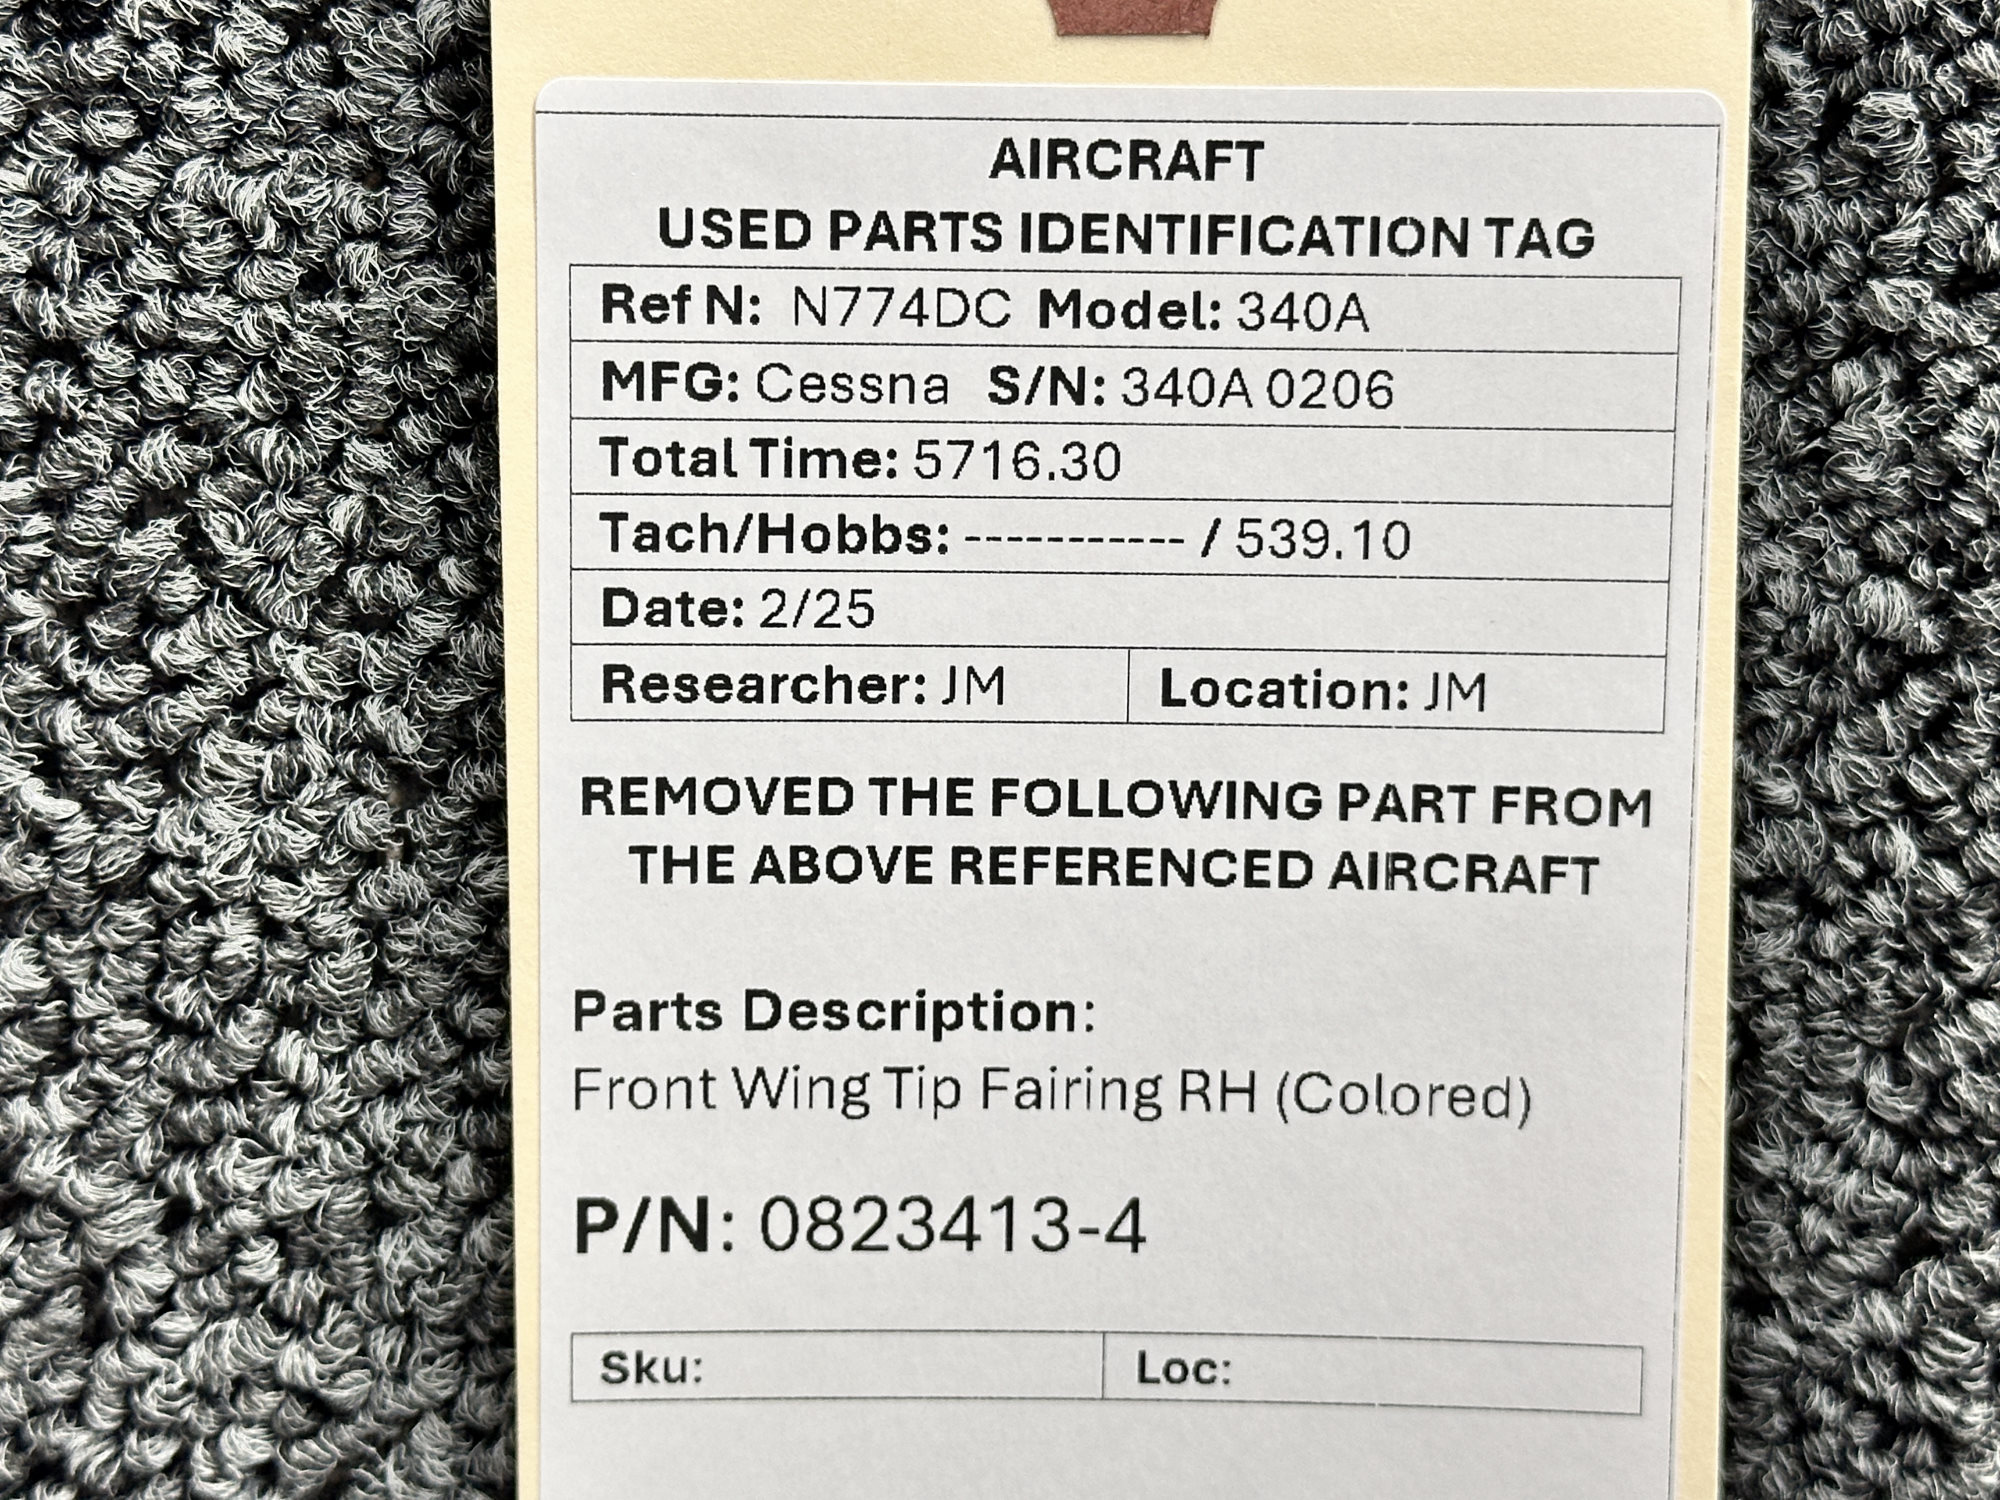 AIRCRAFT
USED PARTS IDENTIFICATION TAG
Ref N: N774DC Model: 340A
MFG: Cessna S/N: 340A 0206
Total Time: 5716.30
Tach/Hobbs: ----------- / 539.10
Date: 2/25
Researcher: JM Location: JM
REMOVED THE FOLLOWING PART FROM
THE ABOVE REFERENCED AIRCRAFT
Parts Description:
Front Wing Tip Fairing RH (Colored)
P/N: 0823413-4
Sku: Loc: